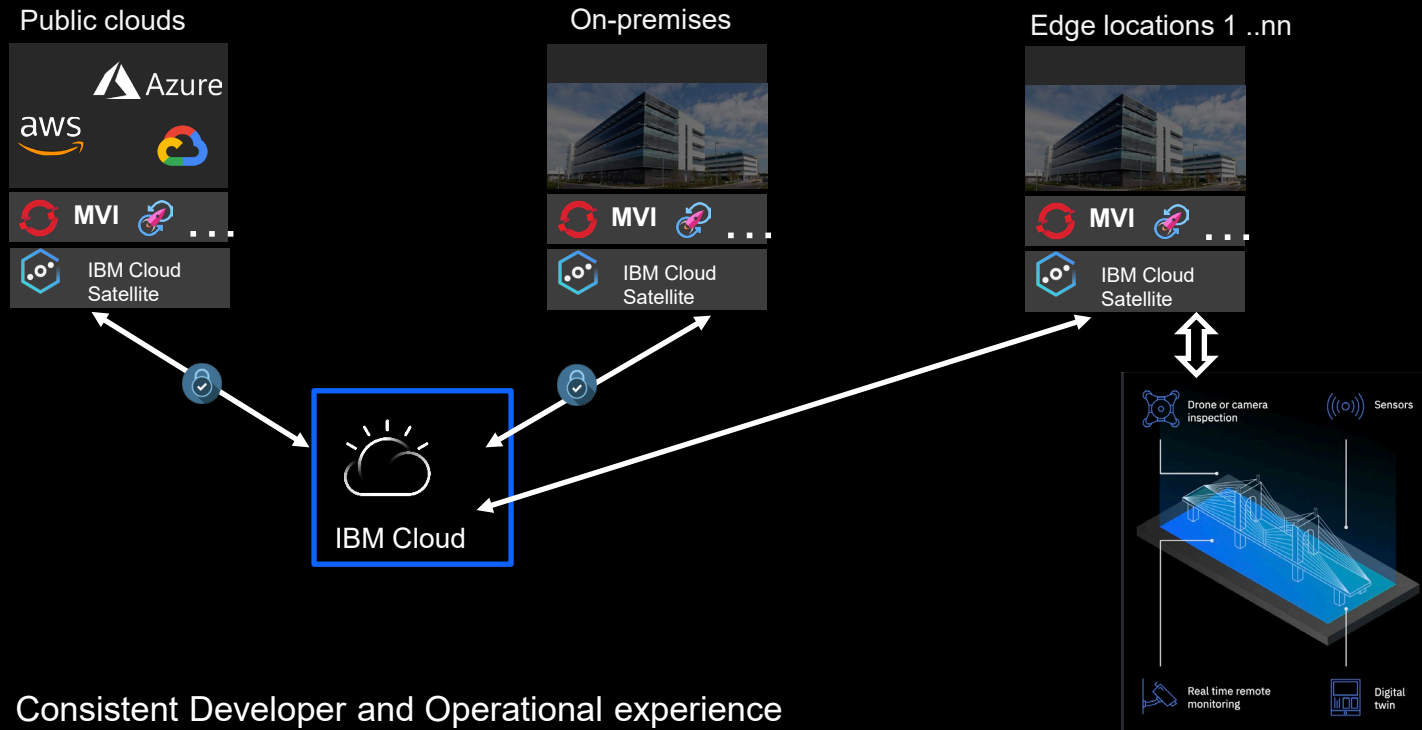 Public clouds
On-premises
Edge locations 1 ..nn
Azure
aws
MVI
...
MVI
...
MVI
...
IBM Cloud
Satellite
IBM Cloud
Satellite
IBM Cloud
Satellite
Drone or camera
inspection
Sensors
IBM Cloud
Real time remote
monitoring
Digital
twin
Consistent Developer and Operational experience